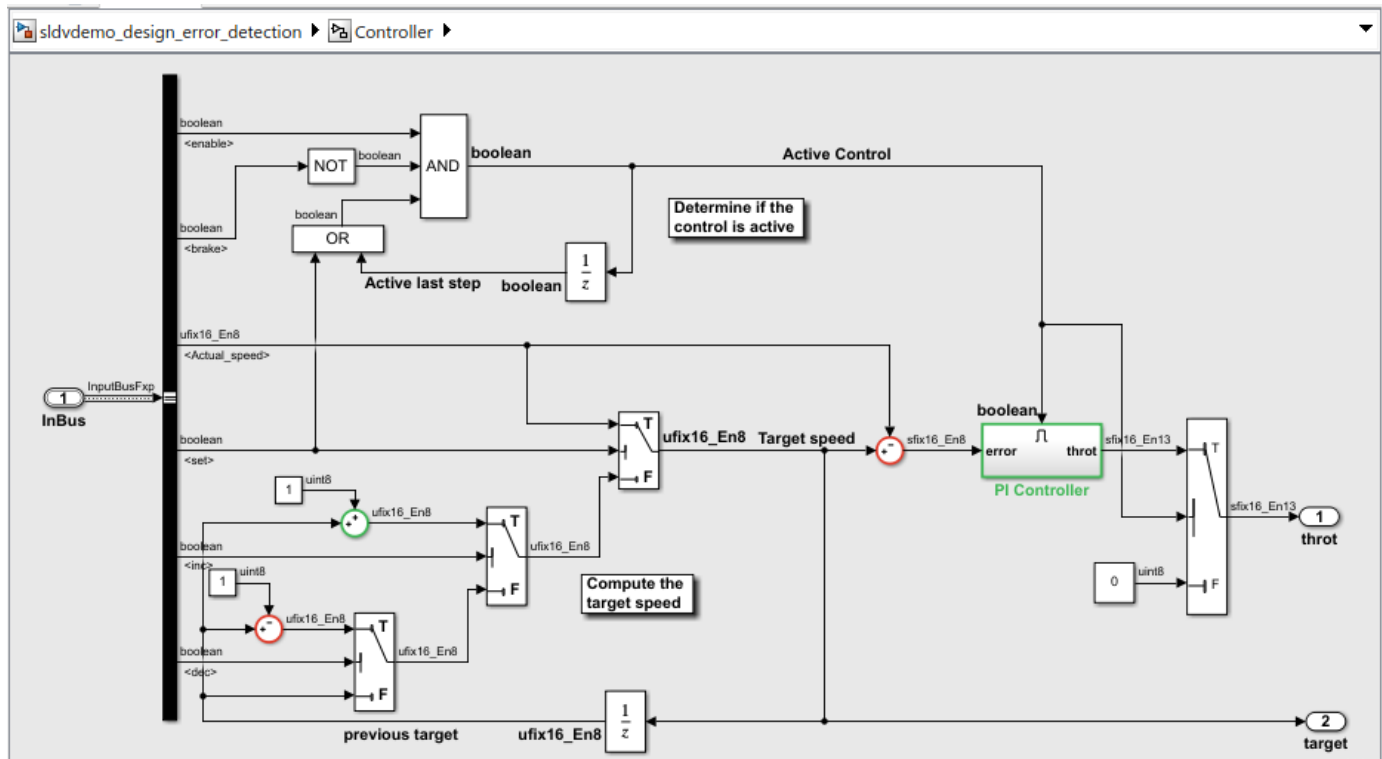 sldvdemo_design_error_detection
Controller
boolean
<enable>
NOT
boolean
AND
boolean
Active Control
boolean
<brake>
boolean
OR
Determine if the
control is active
Active last step
boolean
1
z
ufix16_En8
<Actual_speed>
1
InputBusFxp
InBus
boolean
<set>
T
F
ufix16_En8
Target speed
+
-
sfix16_En8
boolean
error
throt
PI Controller
sfix16_En13
T
F
sfix16_En13
1
throt
0
uint8
1
uint8
+
+
ufix16_En8
T
F
ufix16_En8
boolean
<inc>
1
uint8
+
-
ufix16_En8
T
F
ufix16_En8
boolean
<dec>
Compute the
target speed
previous target
ufix16_En8
1
z
2
target